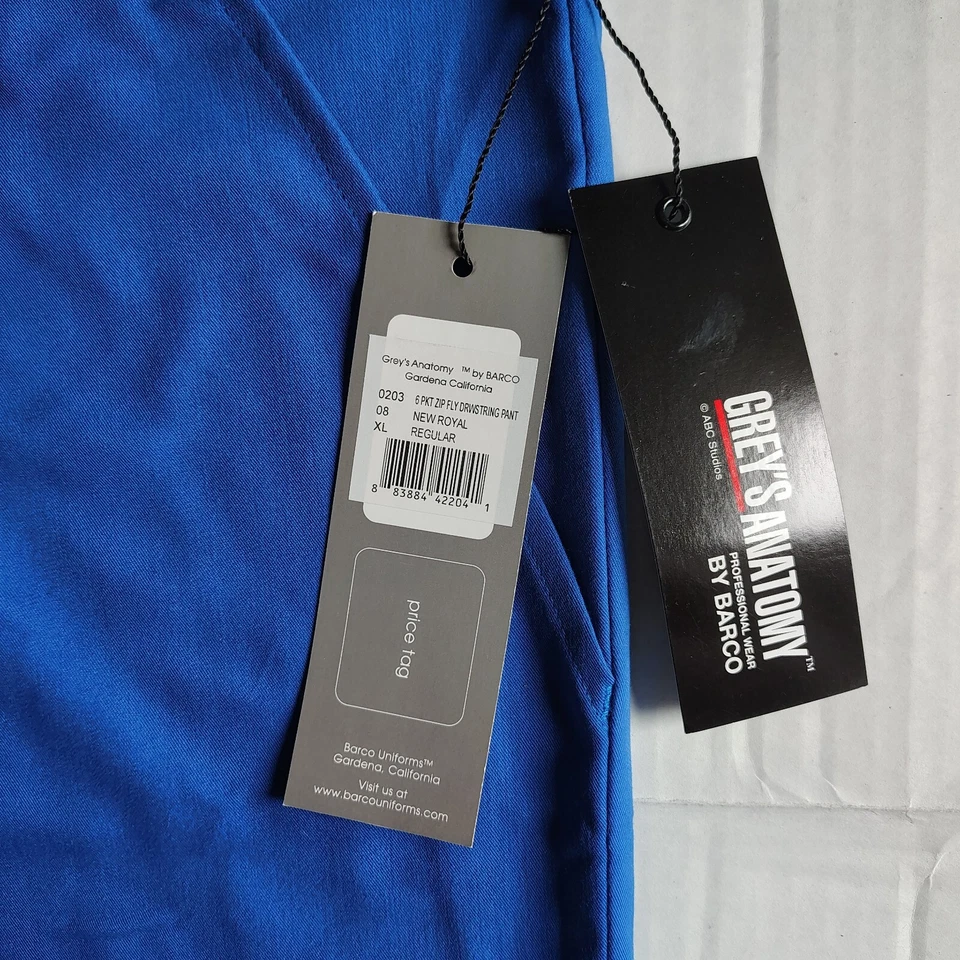 Grey's Anatomy ™ by BARCO
Gardena California
0203 6 PKT ZIP FLY DRWSTRING PANT
08 NEW ROYAL
XL REGULAR
8 83884 42204 1
price tag
Barco Uniforms™
Gardena, California
Visit us at
www.barcouniforms.com
GREY'S ANATOMY™
© ABC Studios
PROFESSIONAL WEAR
BY BARCO